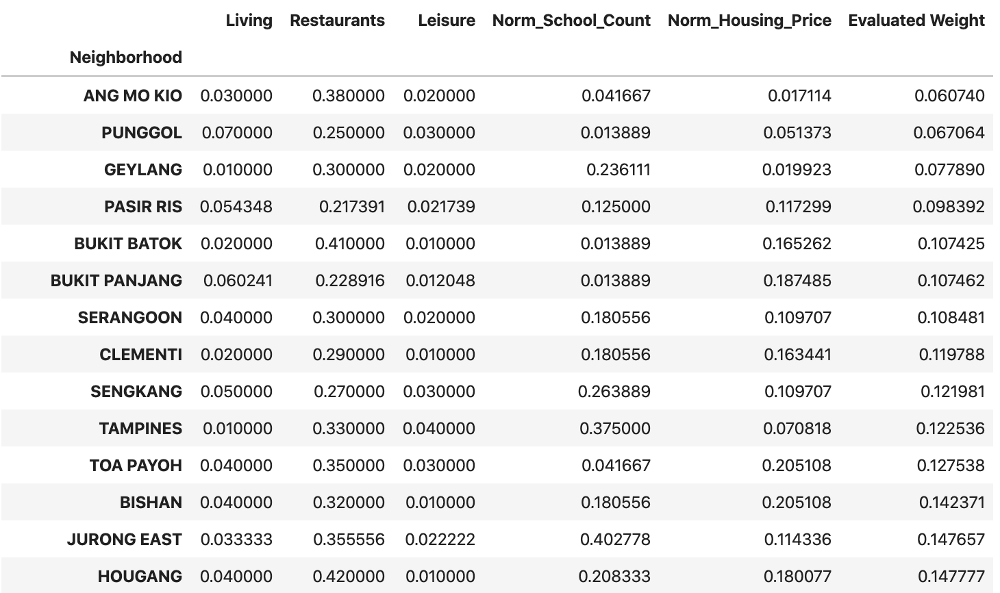 Living Restaurants Leisure Norm_School_Count Norm_Housing_Price Evaluated Weight
Neighborhood
ANG MO KIO 0.030000 0.380000 0.020000 0.041667 0.017114 0.060740
PUNGGOL 0.070000 0.250000 0.030000 0.013889 0.051373 0.067064
GEYLANG 0.010000 0.300000 0.020000 0.236111 0.019923 0.077890
PASIR RIS 0.054348 0.217391 0.021739 0.125000 0.117299 0.098392
BUKIT BATOK 0.020000 0.410000 0.010000 0.013889 0.165262 0.107425
BUKIT PANJANG 0.060241 0.228916 0.012048 0.013889 0.187485 0.107462
SERANGOON 0.040000 0.300000 0.020000 0.180556 0.109707 0.108481
CLEMENTI 0.020000 0.290000 0.010000 0.180556 0.163441 0.119788
SENGKANG 0.050000 0.270000 0.030000 0.263889 0.109707 0.121981
TAMPINES 0.010000 0.330000 0.040000 0.375000 0.070818 0.122536
TOA PAYOH 0.040000 0.350000 0.030000 0.041667 0.205108 0.127538
BISHAN 0.040000 0.320000 0.010000 0.180556 0.205108 0.142371
JURONG EAST 0.033333 0.355556 0.022222 0.402778 0.114336 0.147657
HOUGANG 0.040000 0.420000 0.010000 0.208333 0.180077 0.147777